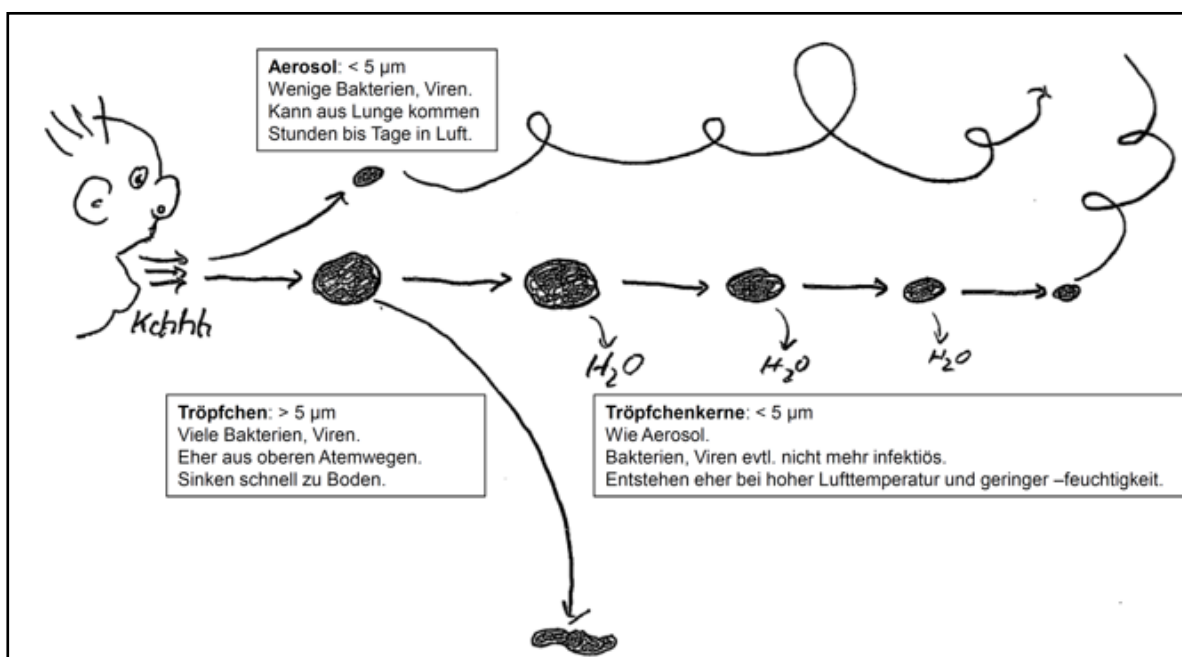 Aerosol: < 5 µm
Wenige Bakterien, Viren.
Kann aus Lunge kommen
Stunden bis Tage in Luft.
Kchhh
H₂O
H₂O
H₂O
Tröpfchen: > 5 µm
Viele Bakterien, Viren.
Eher aus oberen Atemwegen.
Sinken schnell zu Boden.
Tröpfchenkerne: < 5 µm
Wie Aerosol.
Bakterien, Viren evtl. nicht mehr infektiös.
Entstehen eher bei hoher Lufttemperatur und geringer –feuchtigkeit.